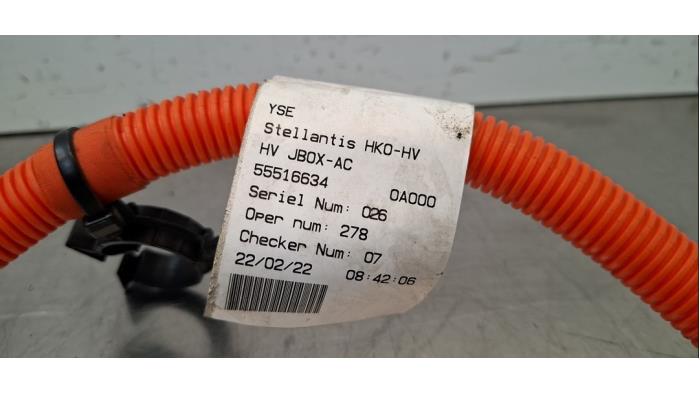 YSE
Stellantis HKO-HV
HV JBOX-AC
55516634 0A000
Seriel Num: 026
Oper num: 278
Checker Num: 07
22/02/22 08:42:06